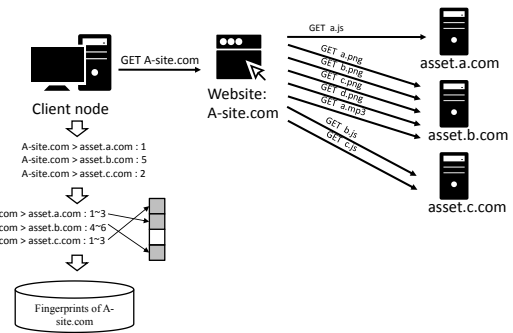 GET A-site.com
GET a.js
GET a.png
GET b.png
GET c.png
GET d.png
GET a.mp3
GET b.js
GET c.js
asset.a.com
asset.b.com
asset.c.com
Website:
A-site.com
Client node
A-site.com > asset.a.com : 1
A-site.com > asset.b.com : 5
A-site.com > asset.c.com : 2
com > asset.a.com : 1~3
com > asset.b.com : 4~6
com > asset.c.com : 1~3
Fingerprints of A-
site.com